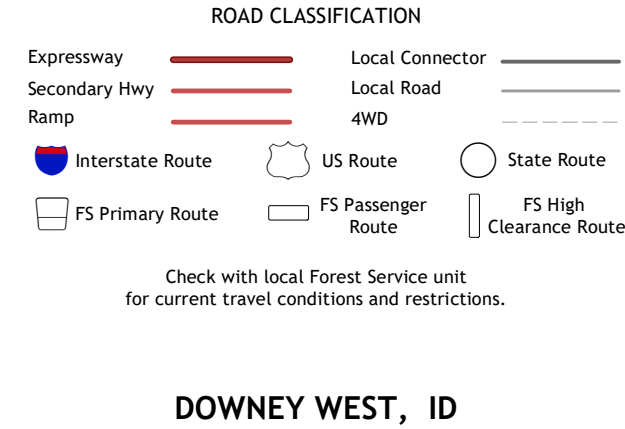 ROAD CLASSIFICATION
Expressway
Local Connector
Secondary Hwy
Local Road
Ramp
4WD
Interstate Route
US Route
State Route
FS Primary Route
FS Passenger
Route
FS High
Clearance Route
Check with local Forest Service unit
for current travel conditions and restrictions.
DOWNEY WEST, ID